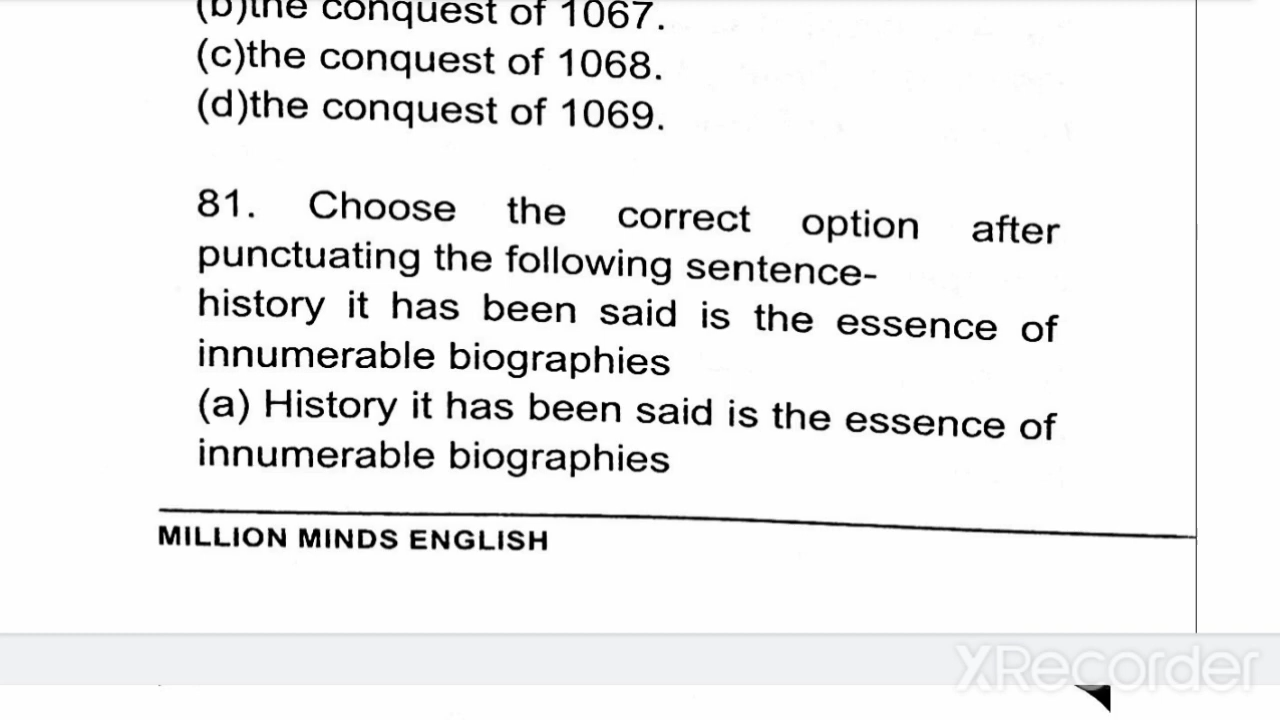 (b)the conquest of 1067.
(c)the conquest of 1068.
(d)the conquest of 1069.
81. Choose the correct option after
punctuating the following sentence-
history it has been said is the essence of
innumerable biographies
(a) History it has been said is the essence of
innumerable biographies
MILLION MINDS ENGLISH
XRecorder